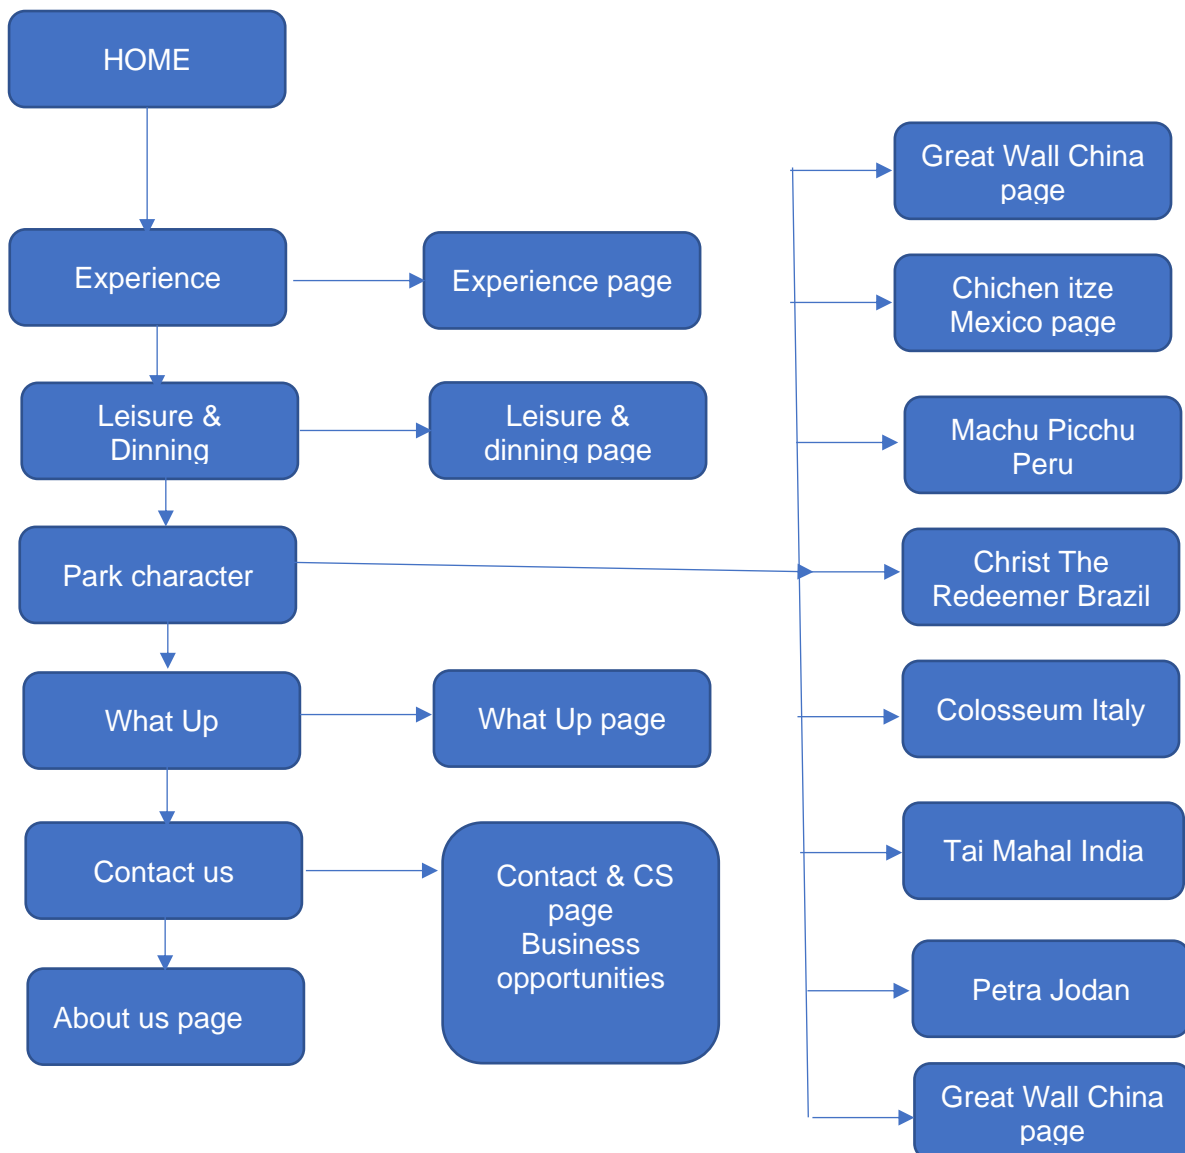 HOME
Experience
Experience page
Leisure &
Dinning
Leisure &
dinning page
Park character
What Up
What Up page
Contact us
Contact & CS
page
Business
opportunities
About us page
Great Wall China
page
Chichen itze
Mexico page
Machu Picchu
Peru
Christ The
Redeemer Brazil
Colosseum Italy
Tai Mahal India
Petra Jodan
Great Wall China
page